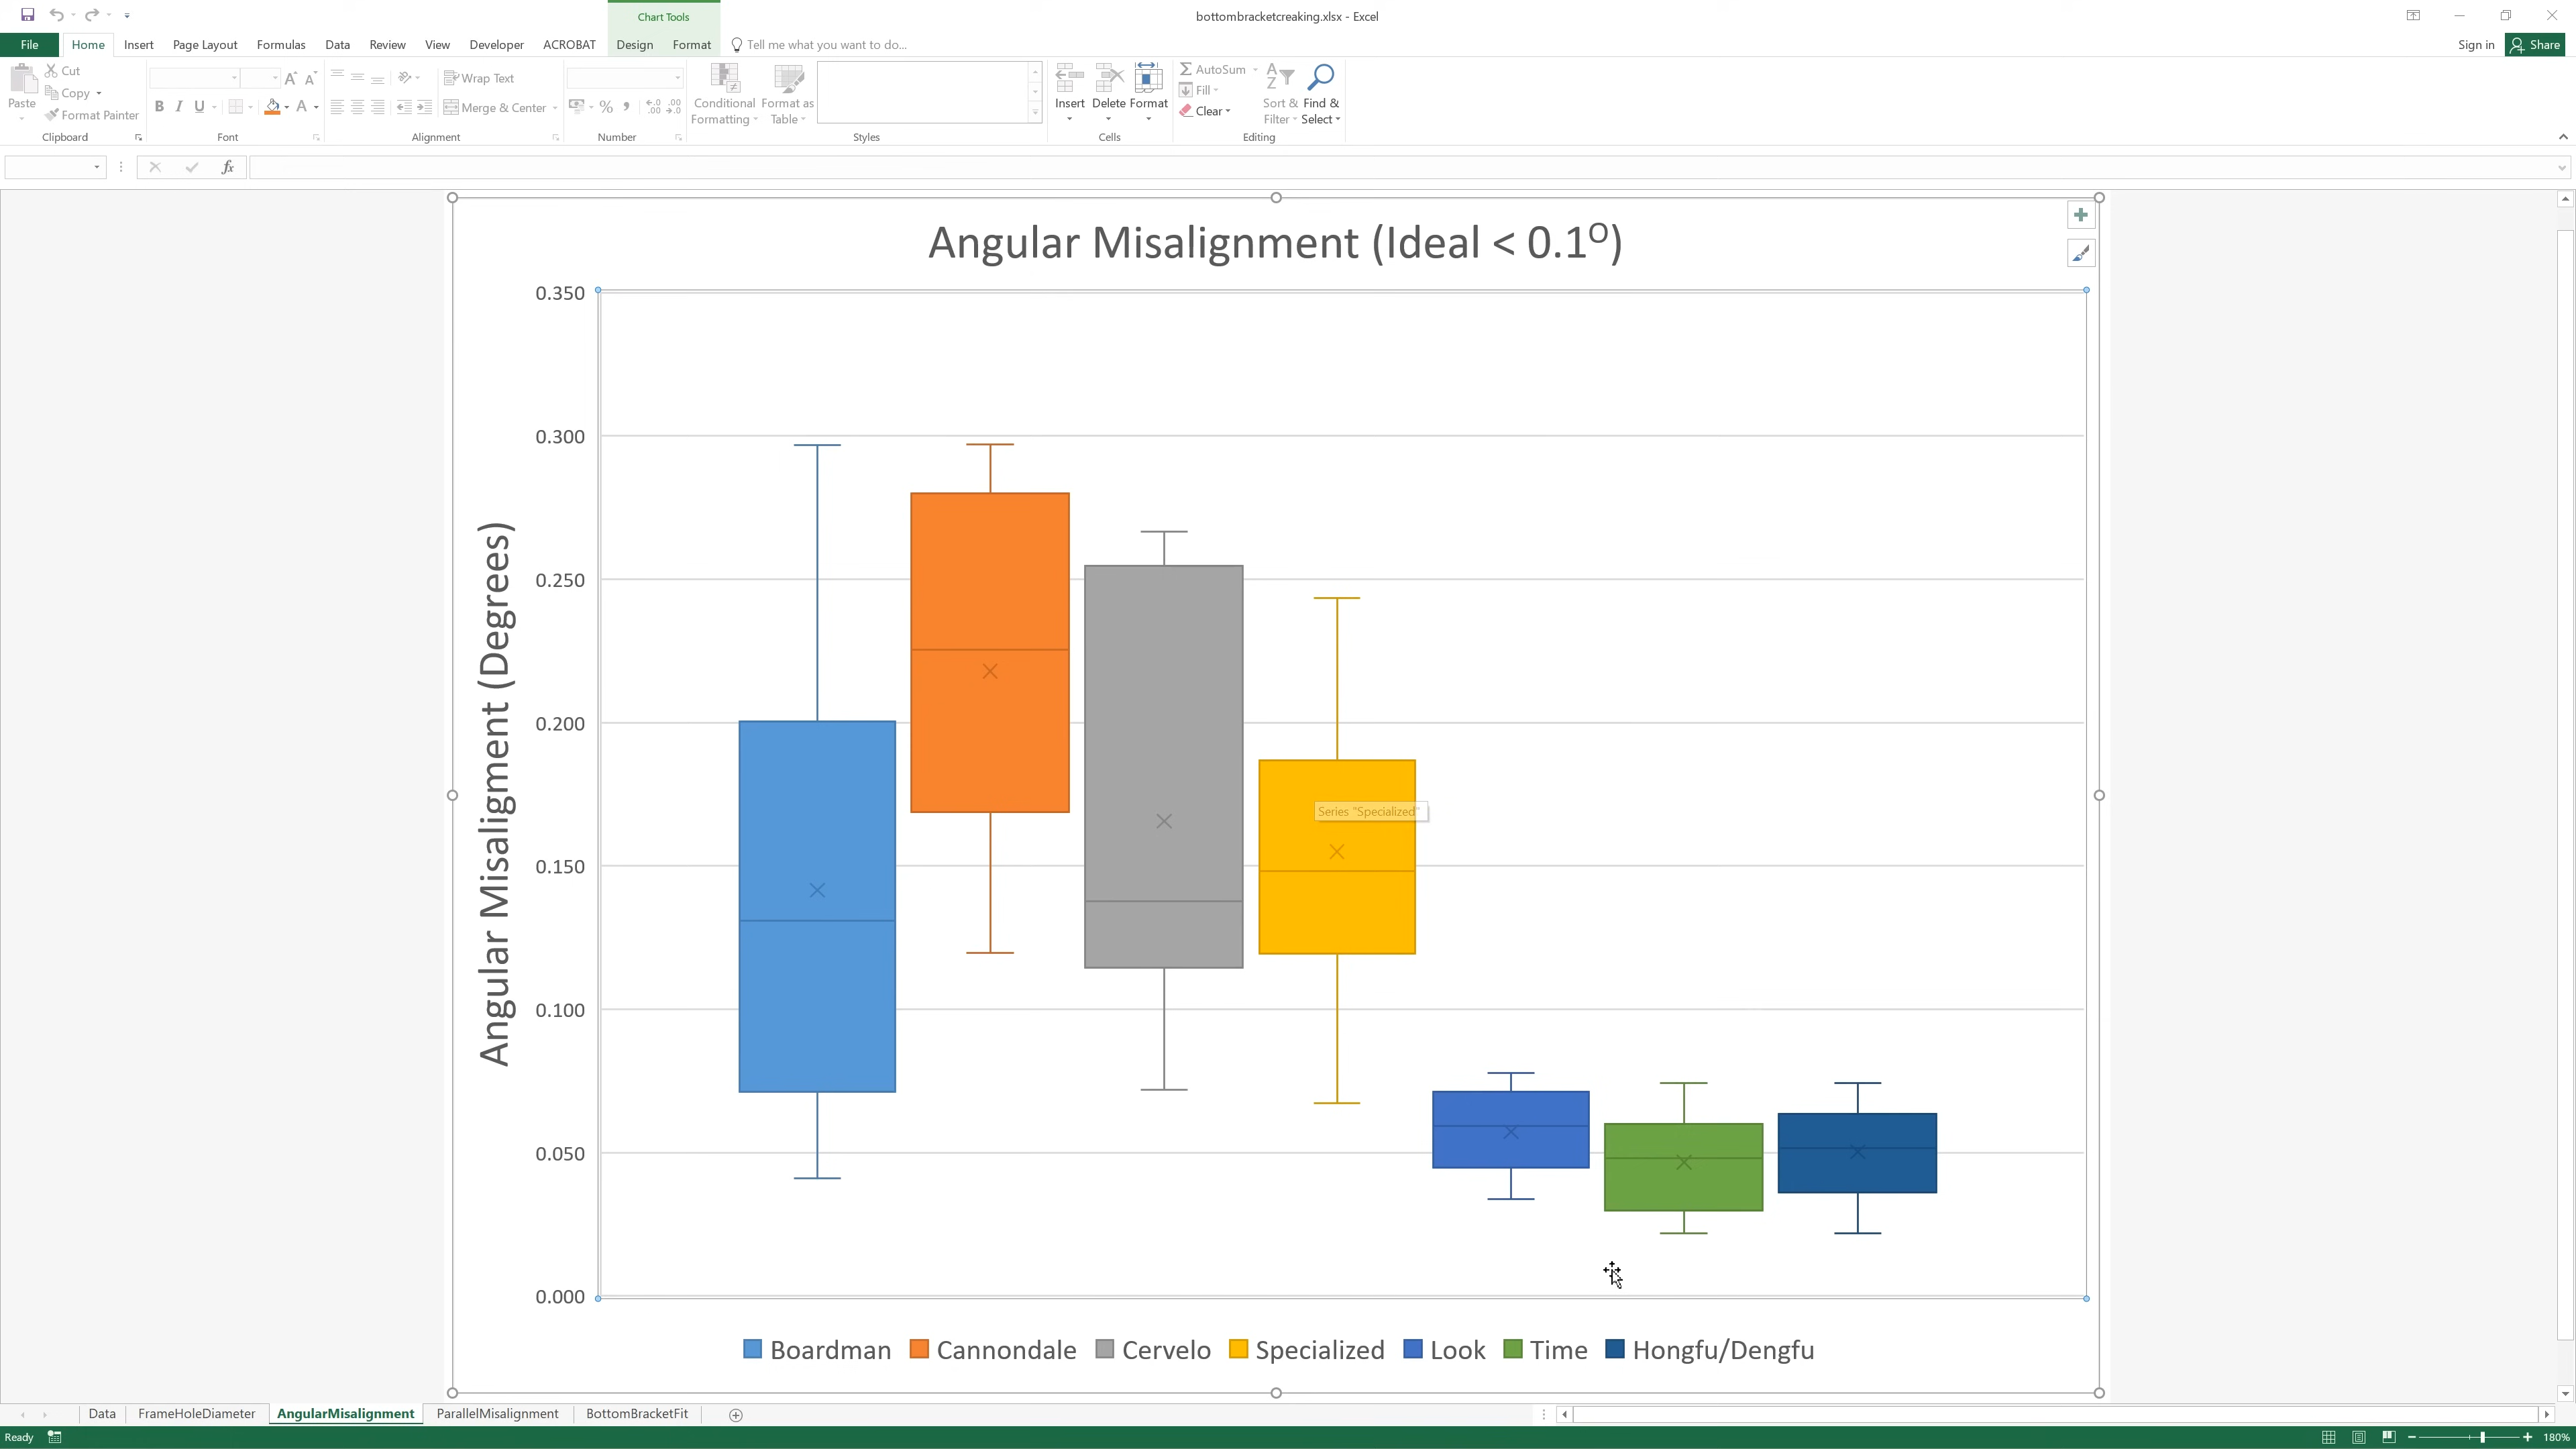 Chart Tools
bottombracketcreaking.xlsx - Excel
File Home Insert Page Layout Formulas Data Review View Developer ACROBAT Design Format Tell me what you want to do... Sign in Share
Paste
Cut
Copy
Format Painter
Clipboard
B I U A
Font
Wrap Text
Merge & Center
Alignment
%
Number
Conditional Formatting
Format as Table
Styles
Insert Delete Format
Cells
AutoSum
Fill
Clear
Sort & Filter
Find & Select
Editing
fx
Angular Misalignment (Ideal < 0.1ᴼ)
Angular Misalignment (Degrees)
0.350
0.300
0.250
0.200
0.150
0.100
0.050
0.000
Series "Specialized"
Boardman Cannondale Cervelo Specialized Look Time Hongfu/Dengfu
Data FrameHoleDiameter AngularMisalignment ParallelMisalignment BottomBracketFit
Ready
180%